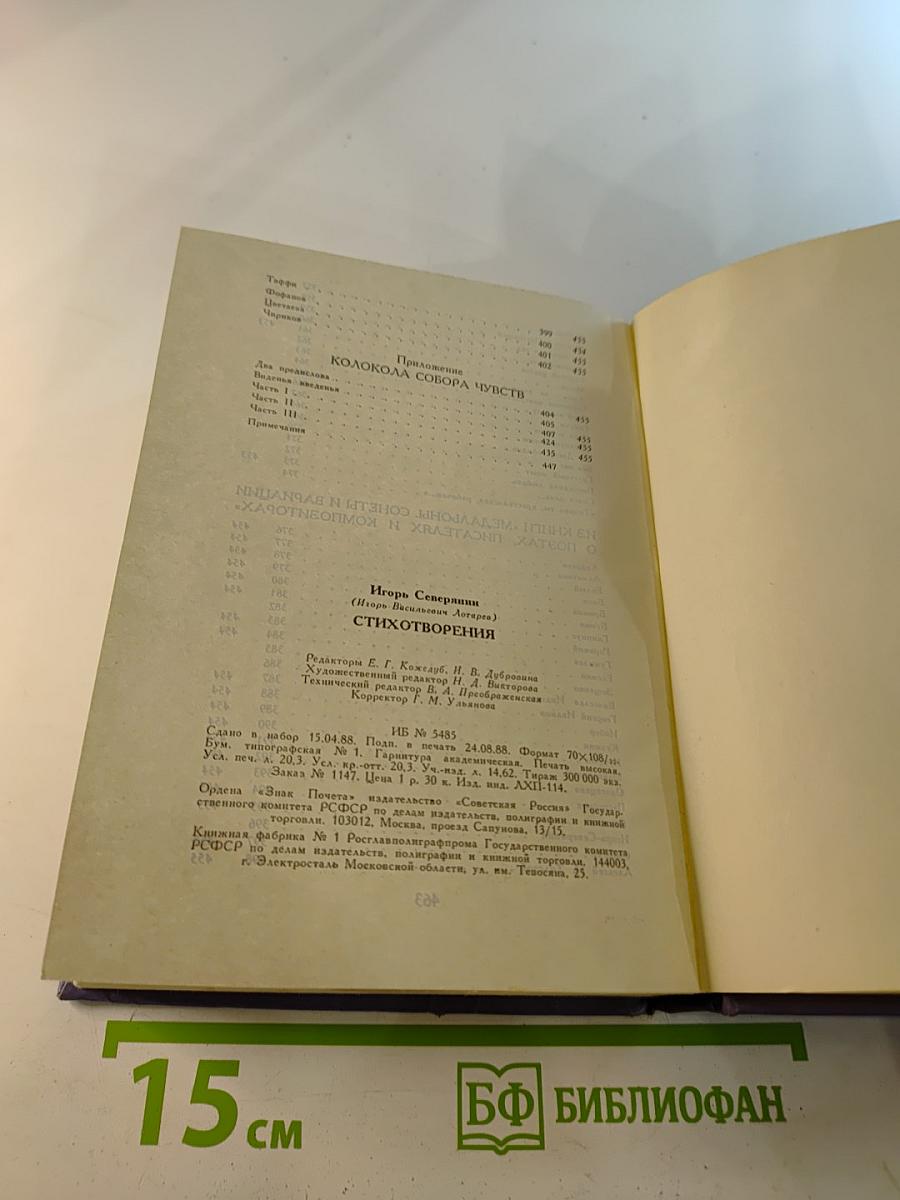 Тэффи . . . 399 455
Фофанов . . . 400 454
Цветаева . . . 401 455
Чириков . . . 402 455
Приложение
КОЛОКОЛА СОБОРА ЧУВСТВ
Два предислова . . . 404 455
Виденья введенья . . . 405
Часть I . . . 407 455
Часть II . . . 424 455
Часть III . . . 435 455
Примечания . . . 447
Игорь Северянин
(Игорь Васильевич Лотарев)
СТИХОТВОРЕНИЯ
Редакторы Е. Г. Кожедуб, И. В. Дубровина
Художественный редактор Н. Д. Викторова
Технический редактор В. А. Преображенская
Корректор Г. М. Ульянова
ИБ № 5485
Сдано в набор 15.04.88. Подп. в печать 24.08.88. Формат 70×108/32.
Бум. типографская № 1. Гарнитура академическая. Печать высокая.
Усл. печ. л. 20,3. Усл. кр.-отт. 20,3. Уч.-изд. л. 14,62. Тираж 300 000 экз.
Заказ № 1147. Цена 1 р. 30 к. Изд. инд. ЛХП-114.
Ордена «Знак Почета» издательство «Советская Россия» Государ-
ственного комитета РСФСР по делам издательств, полиграфии и книжной
торговли. 103012, Москва, проезд Сапунова, 13/15.
Книжная фабрика № 1 Росглавполиграфпрома Государственного комитета
РСФСР по делам издательств, полиграфии и книжной торговли, 144003,
г. Электросталь Московской области, ул. им. Тевосяна, 25.
15 см
БФ БИБЛИОФАН